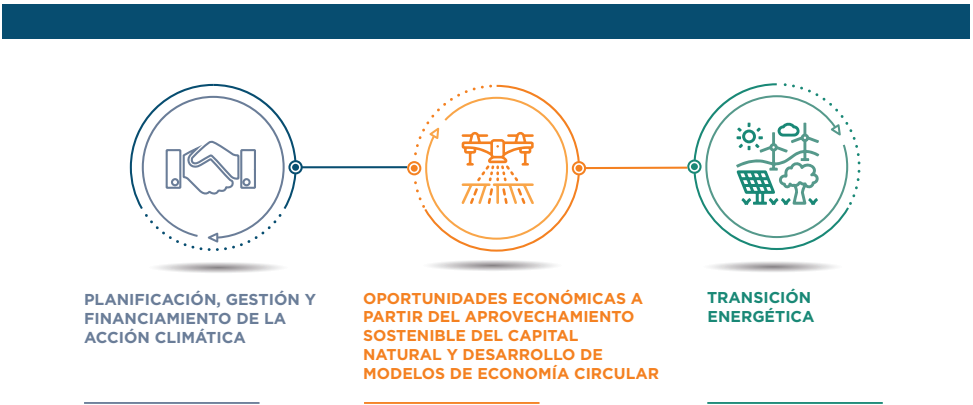 PLANIFICACIÓN, GESTIÓN Y
FINANCIAMIENTO DE LA
ACCIÓN CLIMÁTICA
OPORTUNIDADES ECONÓMICAS A
PARTIR DEL APROVECHAMIENTO
SOSTENIBLE DEL CAPITAL
NATURAL Y DESARROLLO DE
MODELOS DE ECONOMÍA CIRCULAR
TRANSICIÓN
ENERGÉTICA